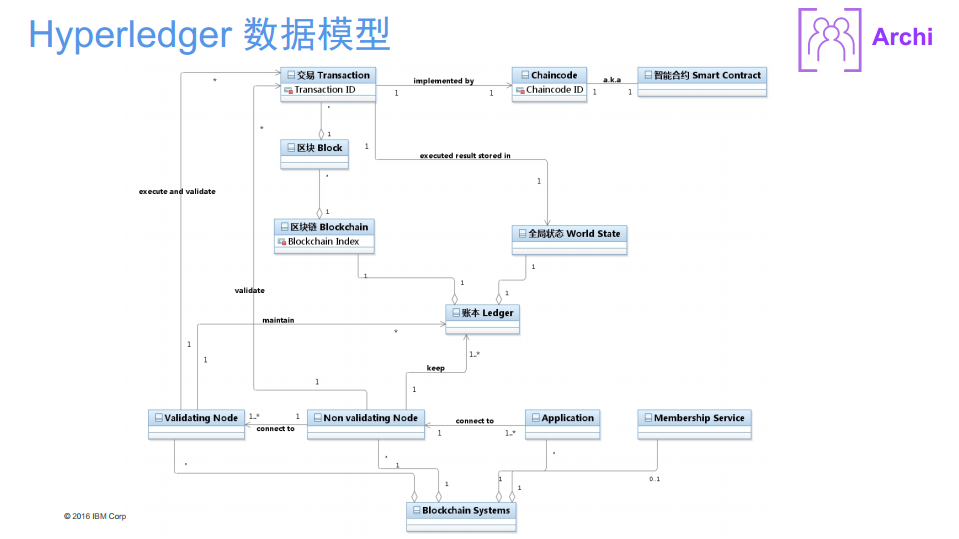 Hyperledger 数据模型
Archi
交易 Transaction
Transaction ID
implemented by
1
1
Chaincode
Chaincode ID
a.k.a
1
1
智能合约 Smart Contract
*
*
*
1
区块 Block
1
executed result stored in
1
execute and validate
*
1
区块链 Blockchain
Blockchain Index
全局状态 World State
1
1
1
1
validate
账本 Ledger
maintain
*
1
1
1..*
keep
1
1
Validating Node
1..*
1
connect to
Non validating Node
1
connect to
1..*
Application
Membership Service
*
*
1
1
*
1
1
0..1
Blockchain Systems
© 2016 IBM Corp